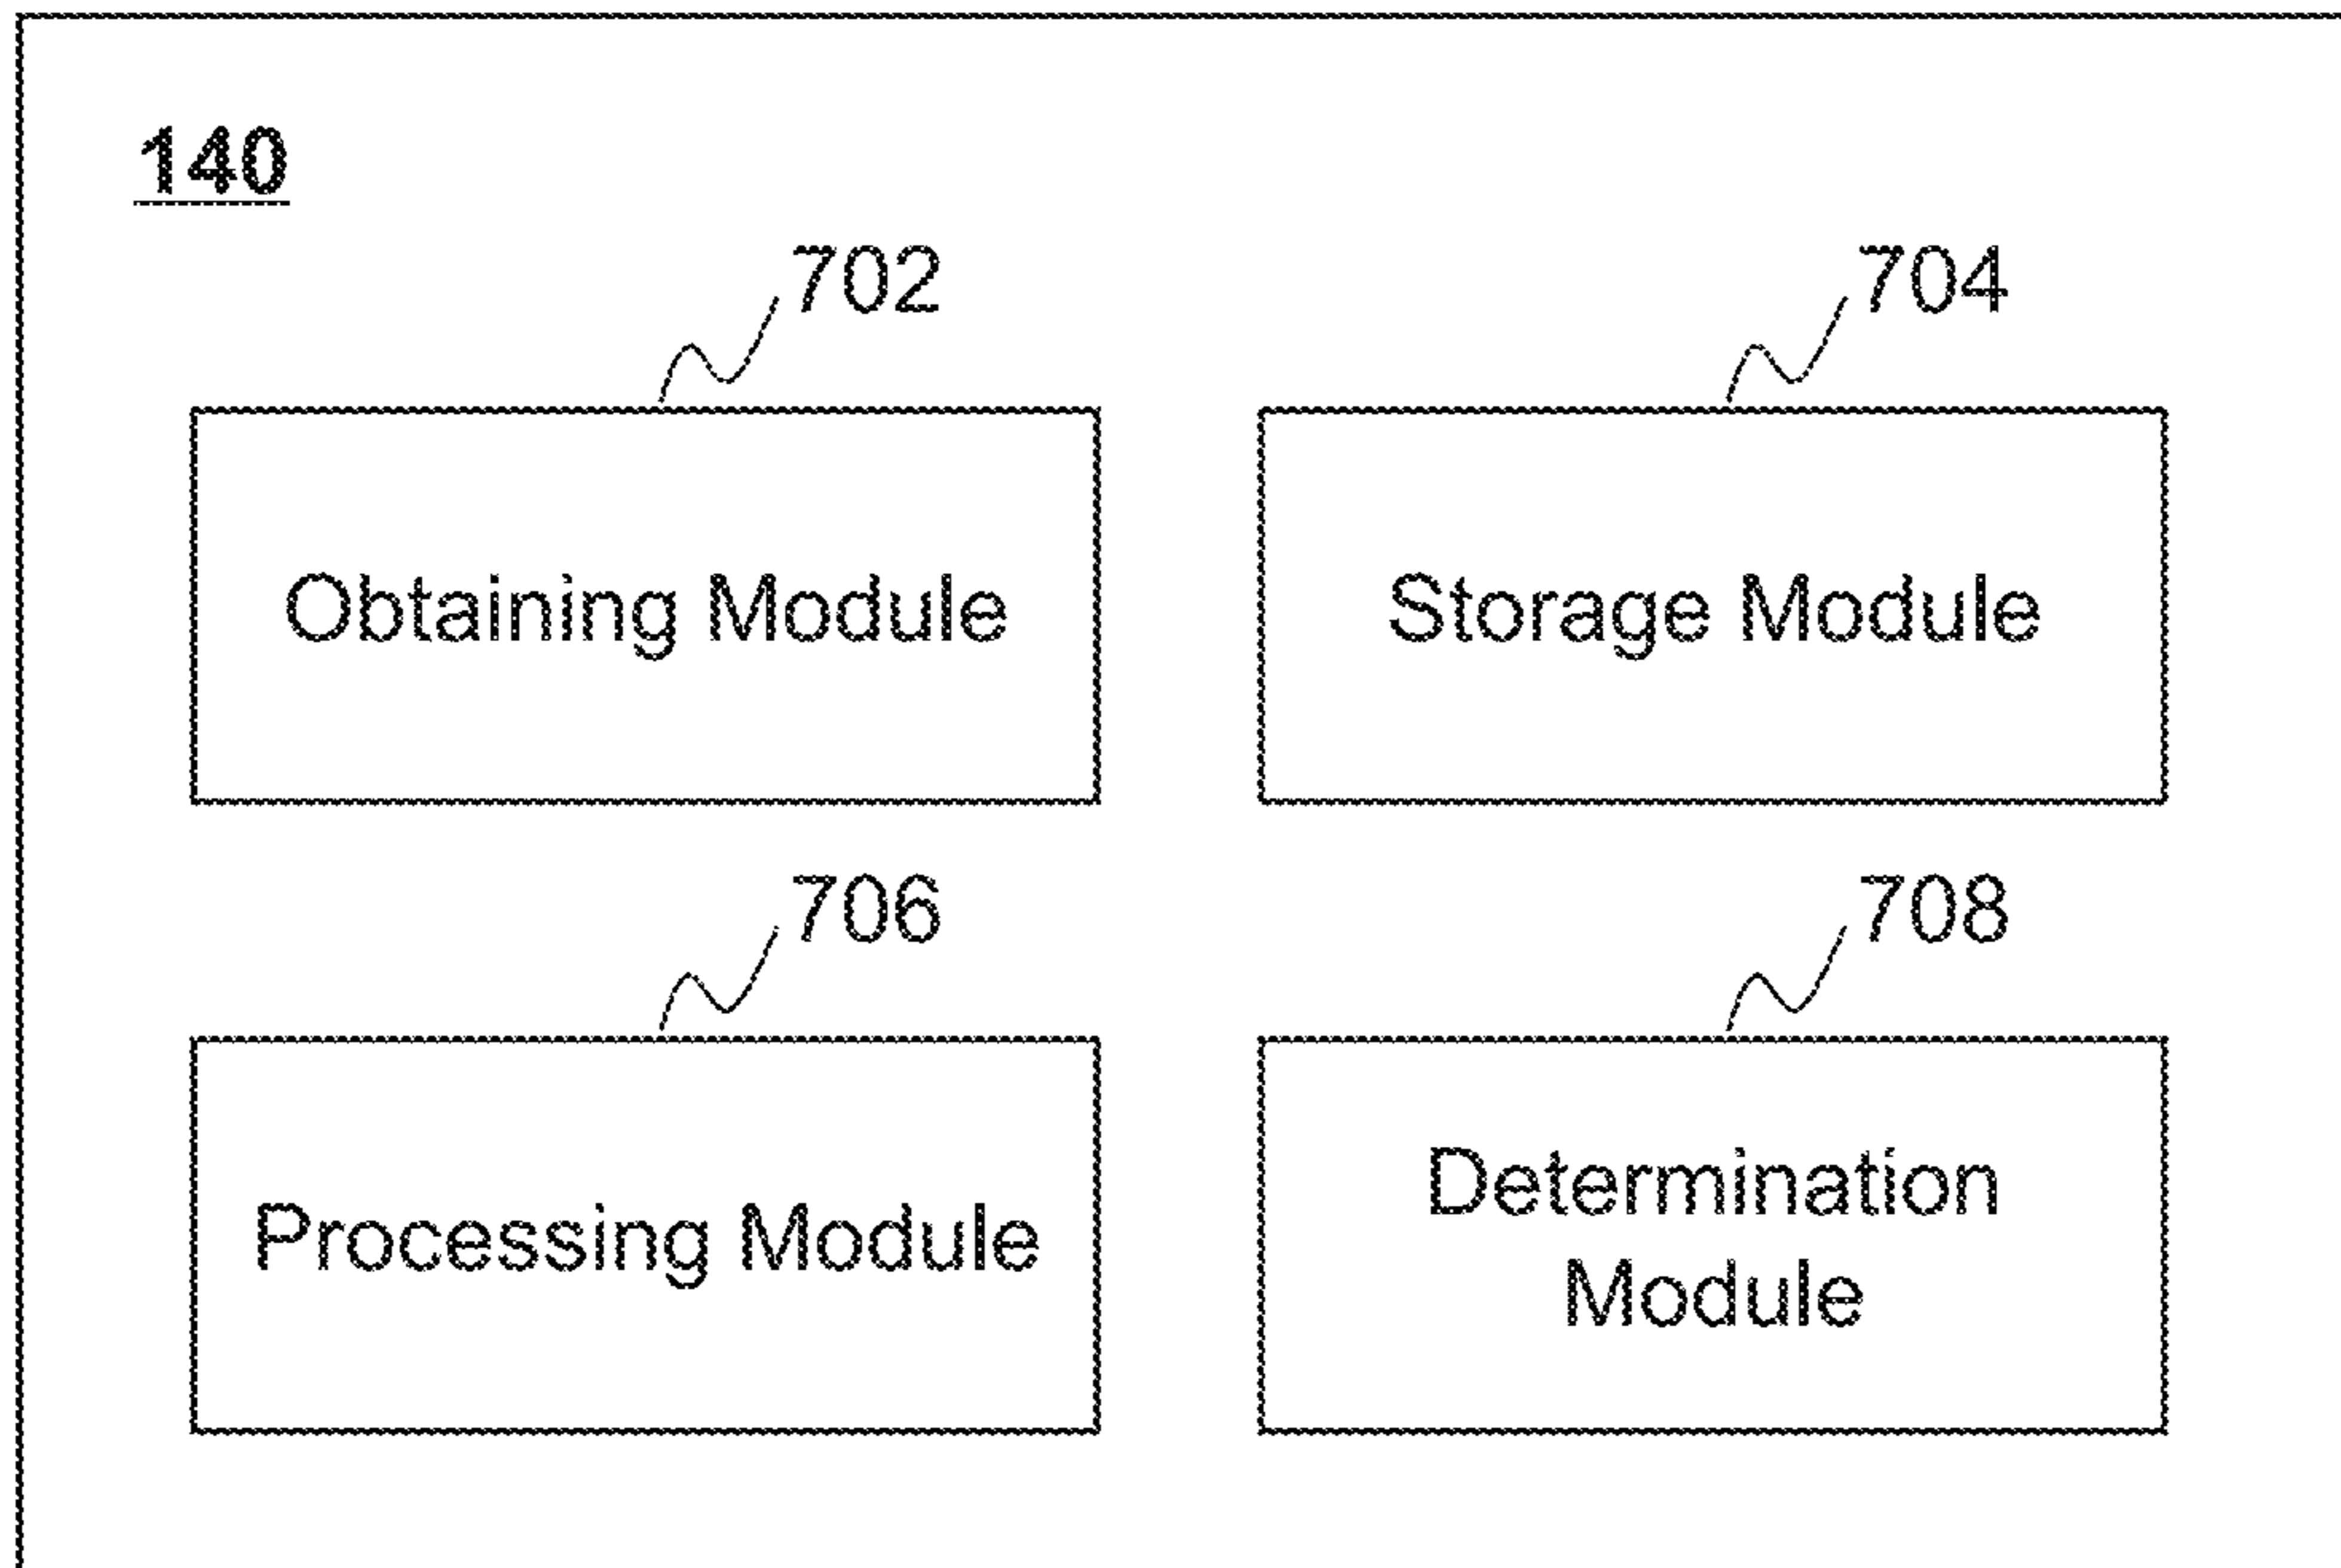 140
702
704
Obtaining Module
Storage Module
706
708
Processing Module
Determination
Module